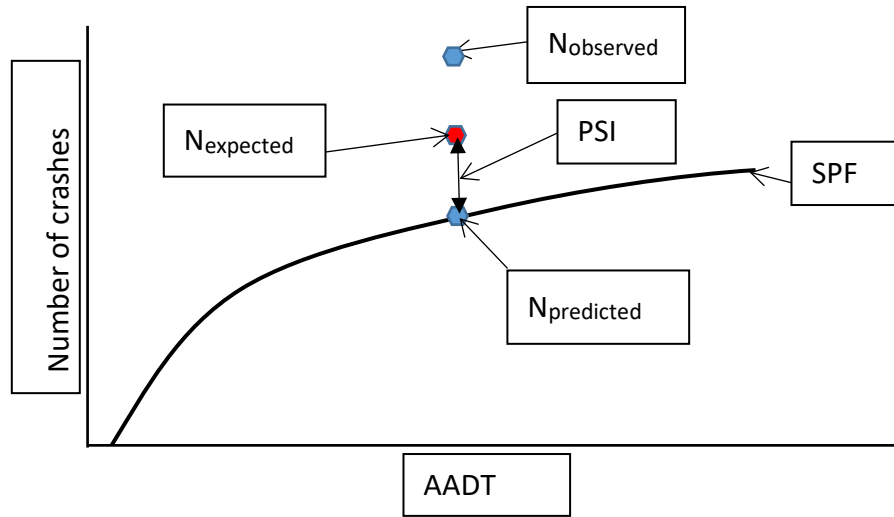 Nobserved
Nexpected
PSI
SPF
Npredicted
Number of crashes
AADT